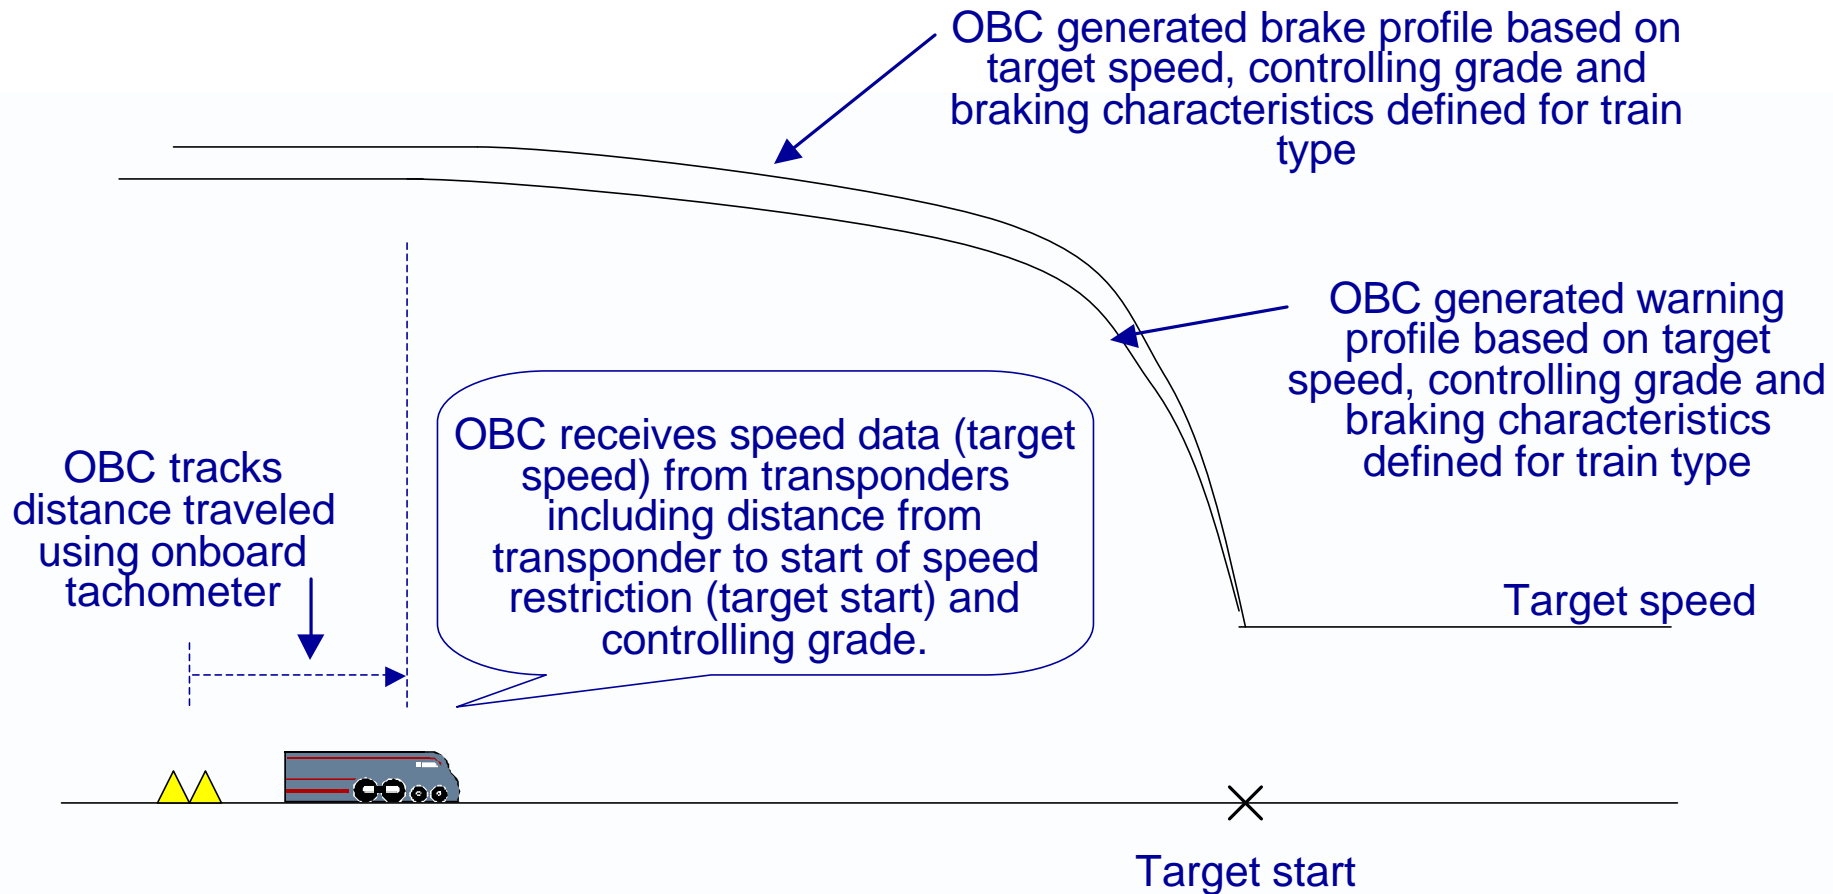 OBC generated brake profile based on
target speed, controlling grade and
braking characteristics defined for train
type
OBC generated warning
profile based on target
speed, controlling grade and
braking characteristics
defined for train type
OBC receives speed data (target
speed) from transponders
including distance from
transponder to start of speed
restriction (target start) and
controlling grade.
OBC tracks
distance traveled
using onboard
tachometer
Target speed
Target start